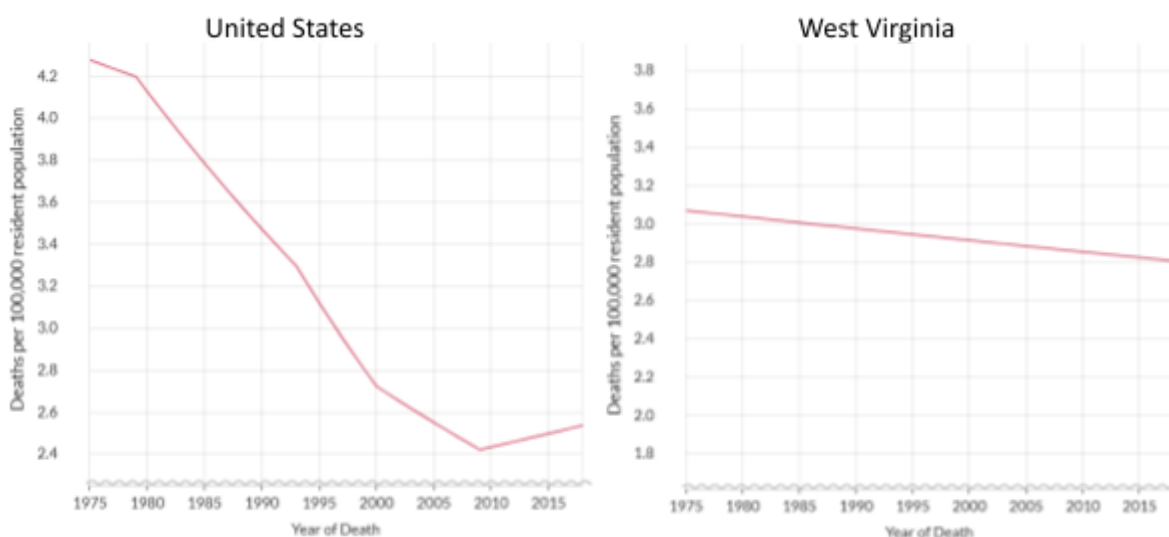 United States
4.2
4.0
3.8
3.6
3.4
3.2
3.0
2.8
2.6
2.4
Deaths per 100,000 resident population
1975 1980 1985 1990 1995 2000 2005 2010 2015
Year of Death
West Virginia
3.8
3.6
3.4
3.2
3.0
2.8
2.6
2.4
2.2
2.0
1.8
Deaths per 100,000 resident population
1975 1980 1985 1990 1995 2000 2005 2010 2015
Year of Death